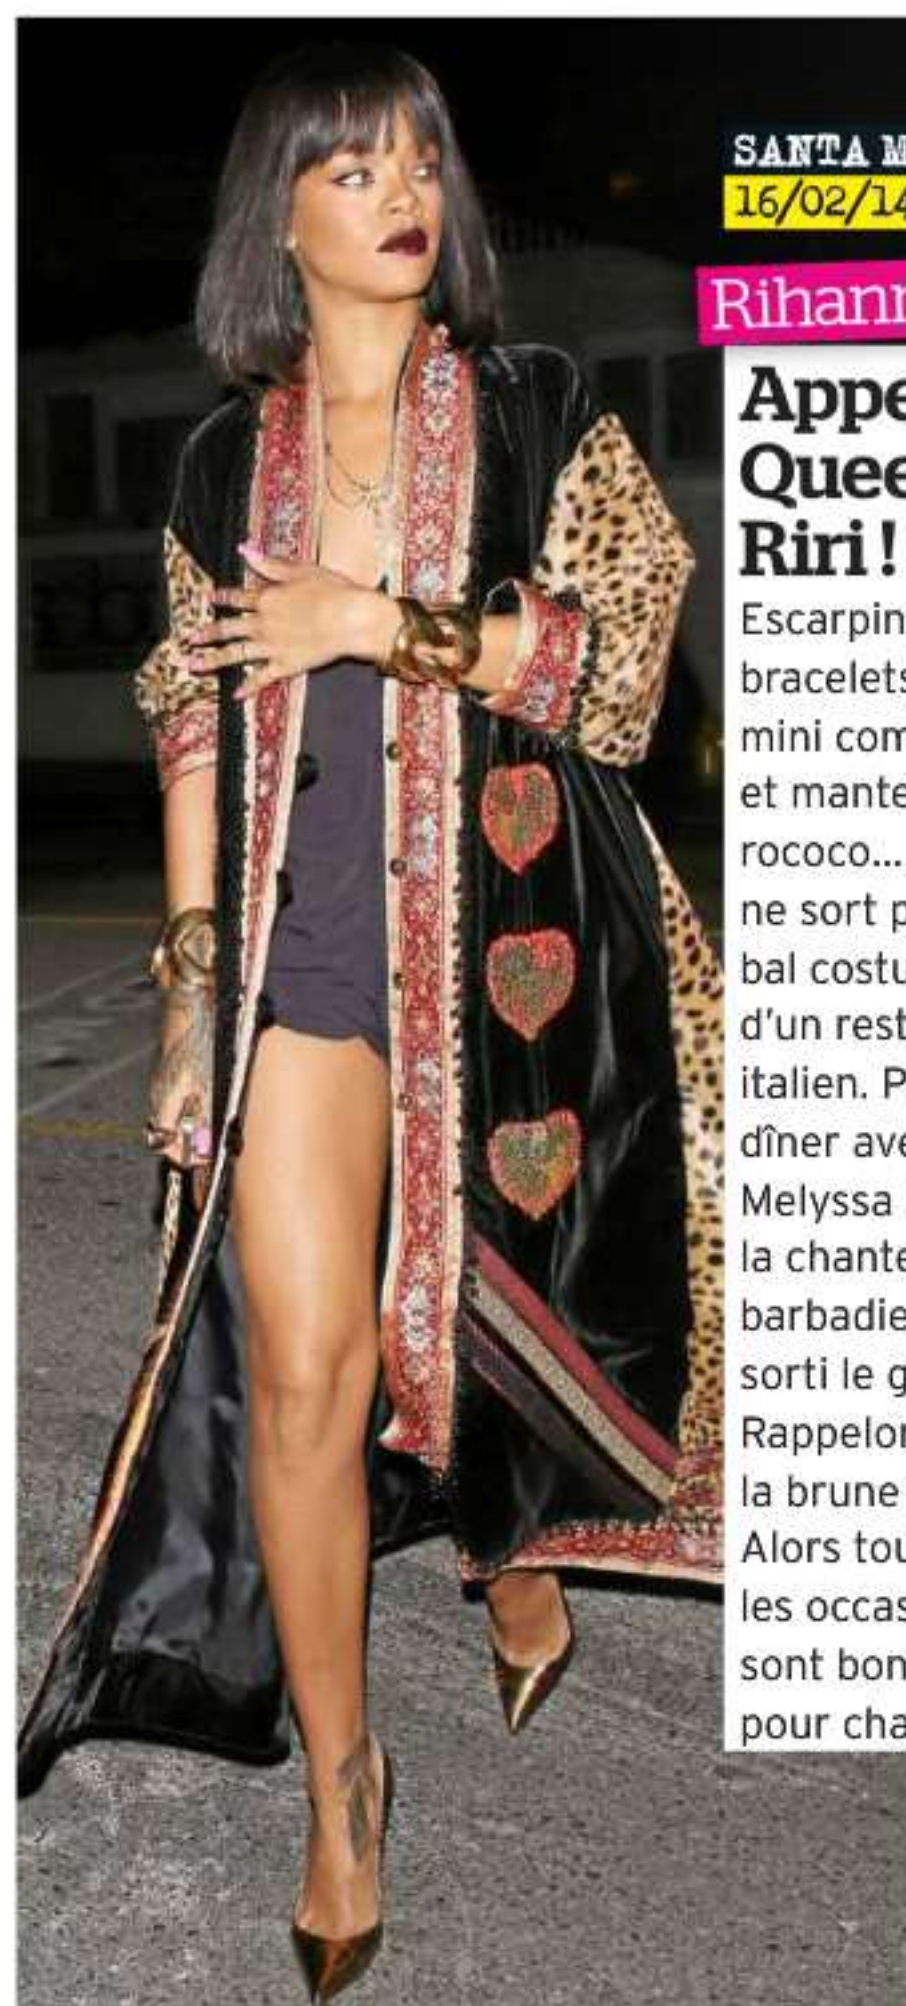 SANTA M
16/02/14
Rihann
Appe
Quee
Riri !
Escarpin
bracelets
mini com
et mante
rococo...
ne sort p
bal costu
d'un rest
italien. P
dîner ave
Melyssa
la chante
barbadie
sorti le g
Rappelon
la brune
Alors tou
les occas
sont bon
pour cha